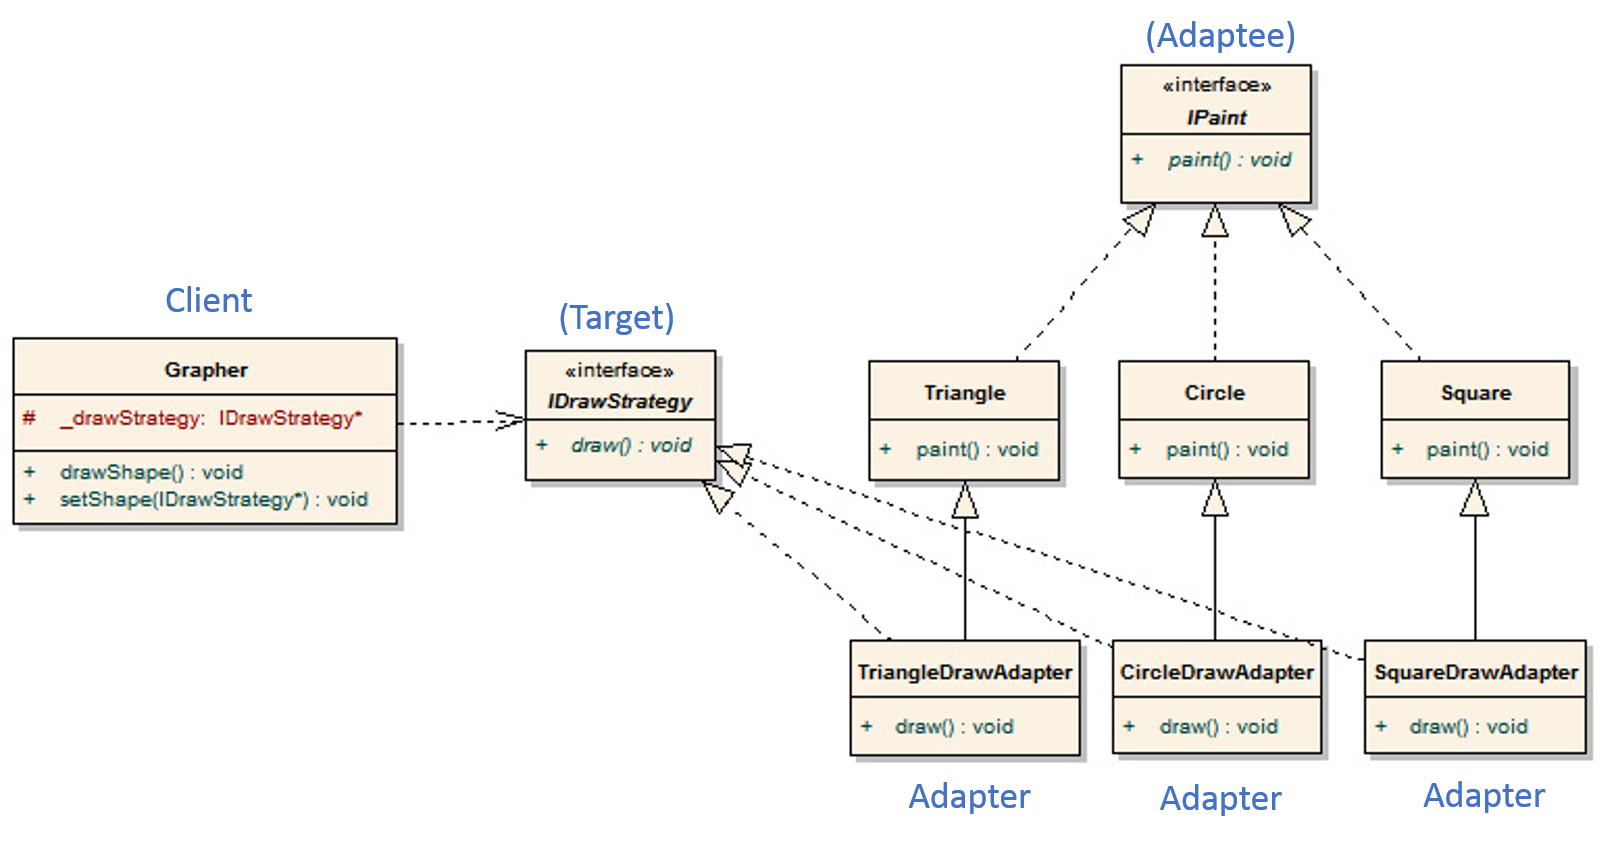 (Adaptee)
«interface»
IPaint
+ paint() : void
Client
Grapher
# _drawStrategy: IDrawStrategy*
+ drawShape() : void
+ setShape(IDrawStrategy*) : void
(Target)
«interface»
IDrawStrategy
+ draw() : void
Triangle
+ paint() : void
Circle
+ paint() : void
Square
+ paint() : void
TriangleDrawAdapter
+ draw() : void
Adapter
CircleDrawAdapter
+ draw() : void
Adapter
SquareDrawAdapter
+ draw() : void
Adapter